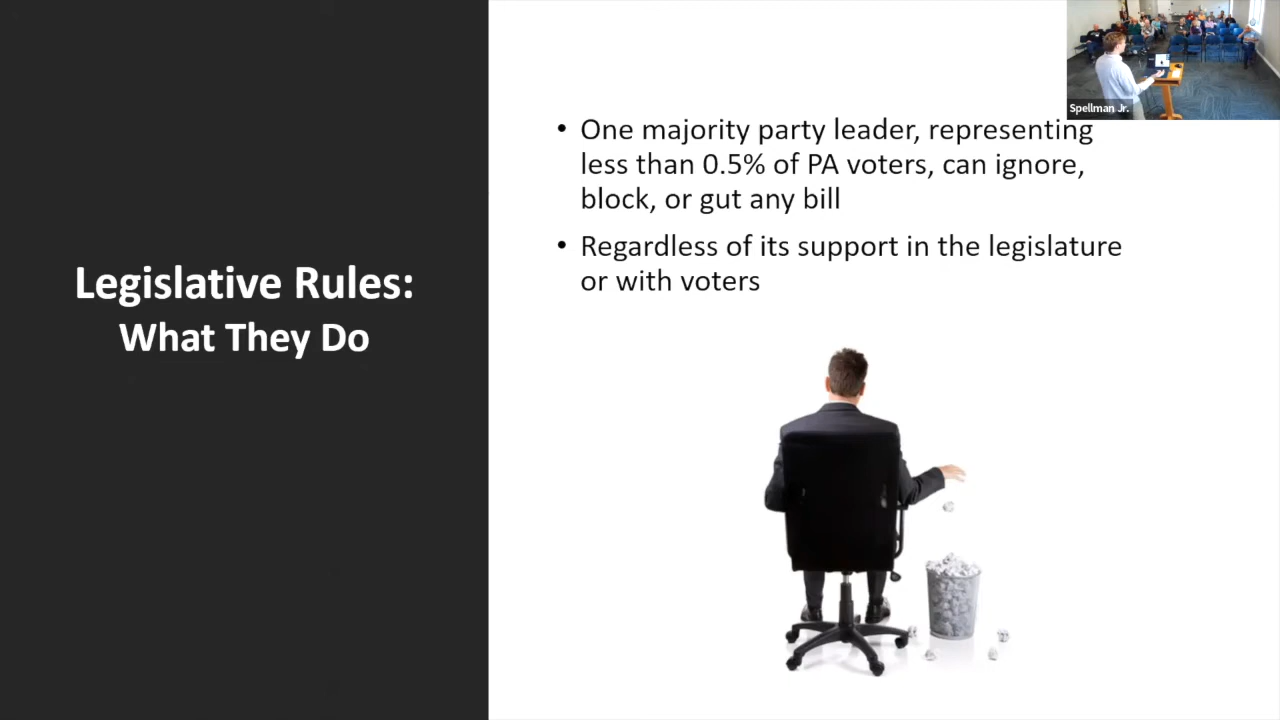 Spellman Jr.
• One majority party leader, representing
less than 0.5% of PA voters, can ignore,
block, or gut any bill
• Regardless of its support in the legislature
or with voters
Legislative Rules:
What They Do